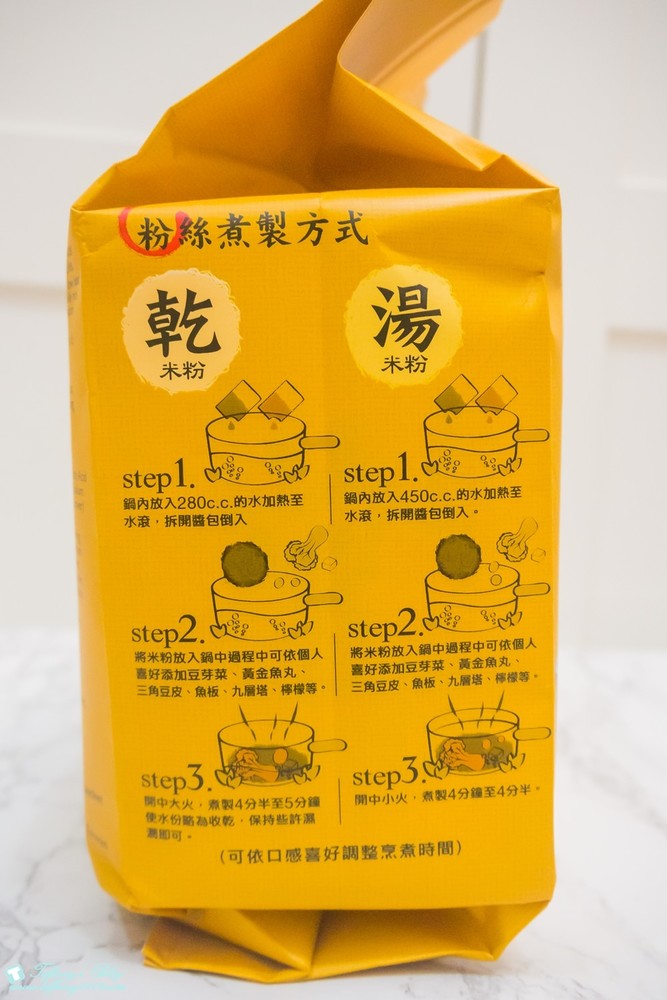 粉絲煮製方式
乾
米粉
step1.
鍋內放入280c.c.的水加熱至
水滾，拆開醬包倒入
step2.
將米粉放入鍋中過程中可依個人
喜好添加豆芽菜、黃金魚丸、
三角豆皮、魚板、九層塔、檸檬等。
step3.
開中大火，煮製4分半至5分鐘
使水份略為收乾，保持些許濕
潤即可。
湯
米粉
step1.
鍋內放入450c.c.的水加熱至
水滾，拆開醬包倒入。
step2.
將米粉放入鍋中過程中可依個人
喜好添加豆芽菜、黃金魚丸、
三角豆皮、魚板、九層塔、檸檬等。
step3.
開中小火，煮製4分鐘至4分半。
(可依口感喜好調整烹煮時間)